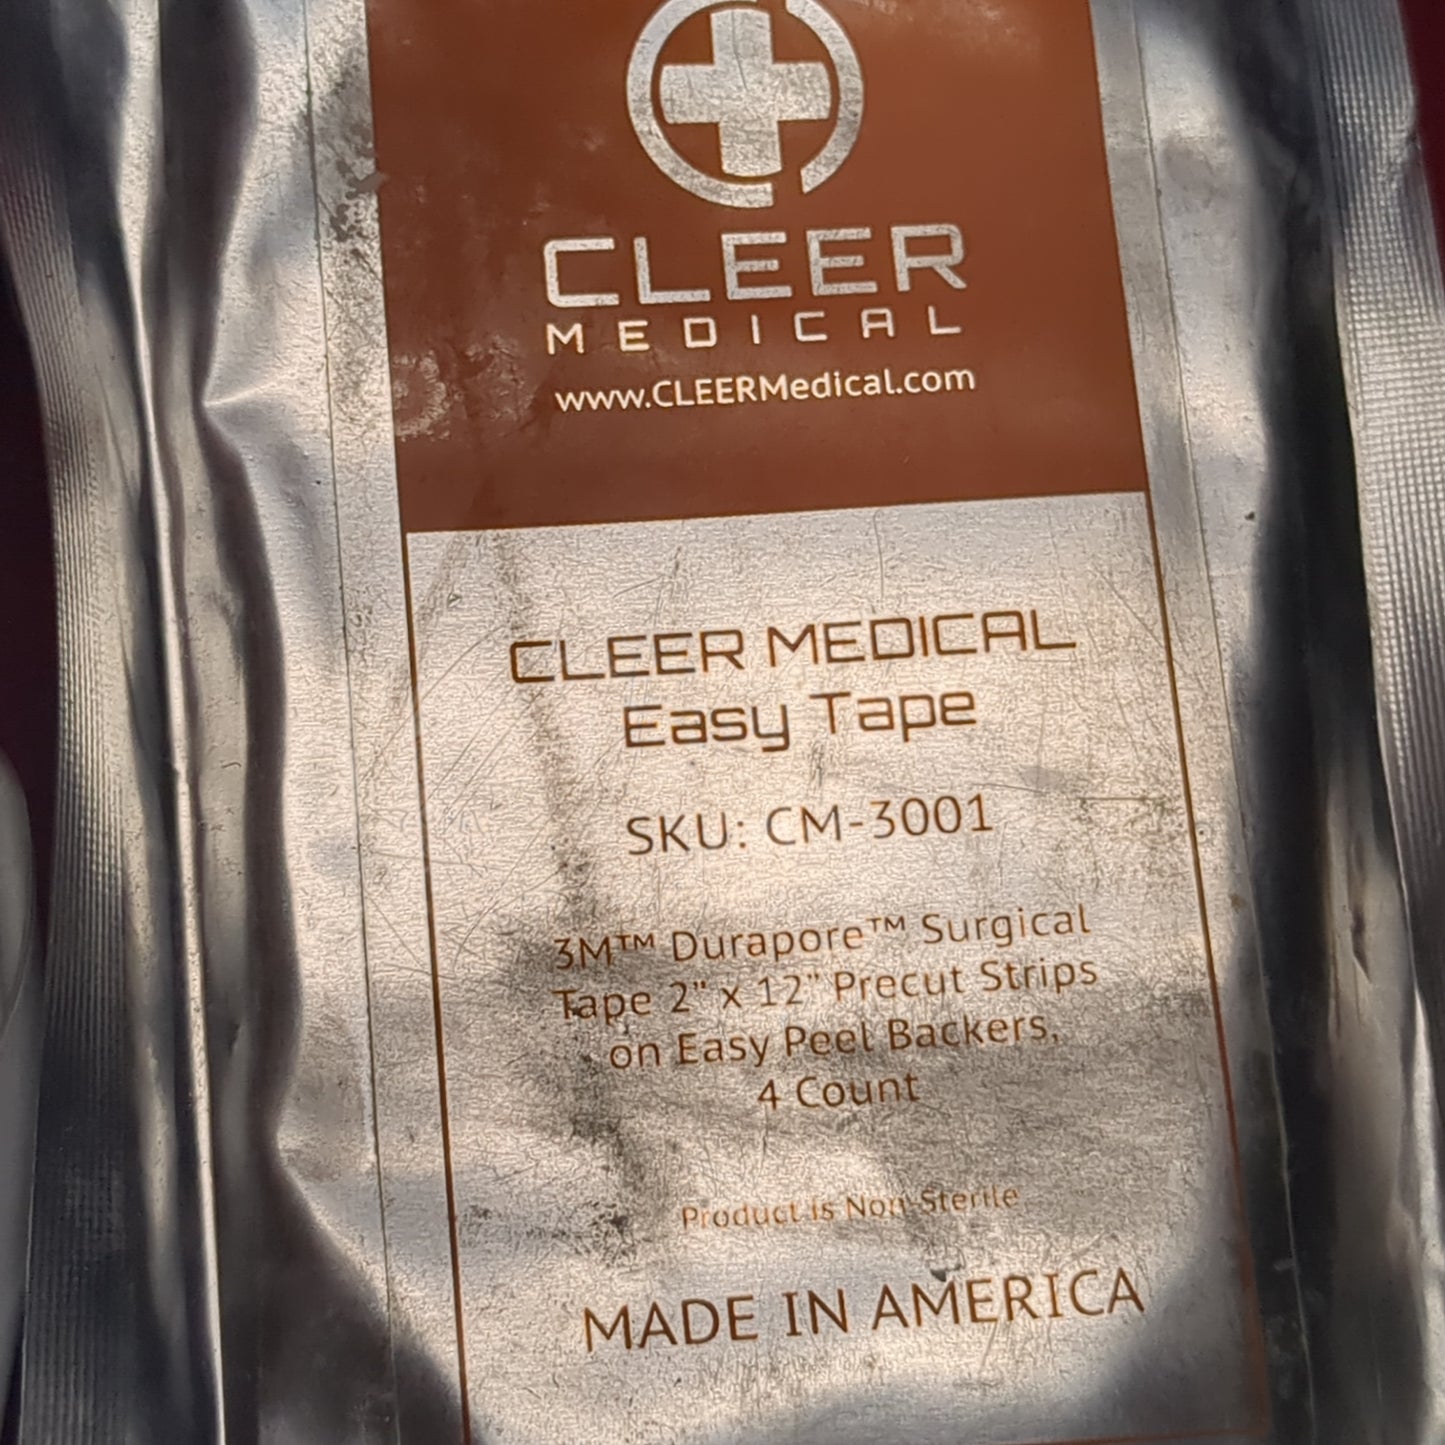 CLEER
MEDICAL
www.CLEERMedical.com
CLEER MEDICAL
Easy Tape
SKU: CM-3001
3M™ Durapore™ Surgical
Tape 2" x 12" Precut Strips
on Easy Peel Backers,
4 Count
Product is Non-Sterile
MADE IN AMERICA